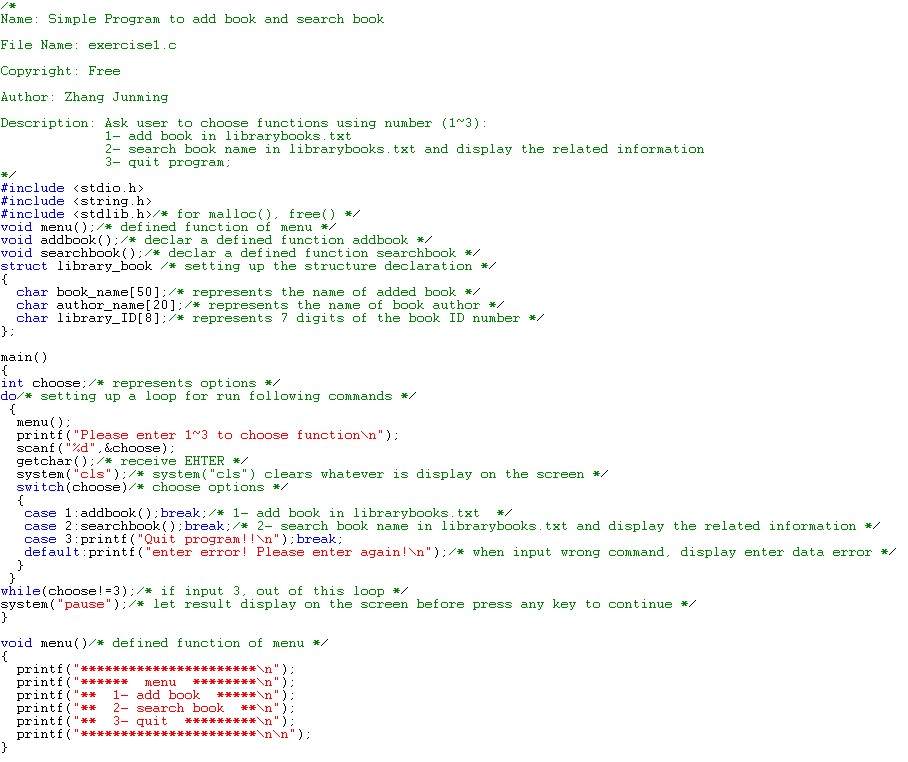 /*
Name: Simple Program to add book and search book
File Name: exercise1.c
Copyright: Free
Author: Zhang Junming
Description: Ask user to choose functions using number (1~3):
1- add book in librarybooks.txt
2- search book name in librarybooks.txt and display the related information
3- quit program;
*/
#include <stdio.h>
#include <string.h>
#include <stdlib.h>/* for malloc(), free() */
void menu();/* defined function of menu */
void addbook();/* declar a defined function addbook */
void searchbook();/* declar a defined function searchbook */
struct library_book /* setting up the structure declaration */
{
char book_name[50];/* represents the name of added book */
char author_name[20];/* represents the name of book author */
char library_ID[8];/* represents 7 digits of the book ID number */
};
main()
{
int choose;/* represents options */
do/* setting up a loop for run following commands */
{
menu();
printf("Please enter 1~3 to choose function\n");
scanf("%d",&choose);
getchar();/* receive EHTER */
system("cls");/* system("cls") clears whatever is display on the screen */
switch(choose)/* choose options */
{
case 1:addbook();break;/* 1- add book in librarybooks.txt  */
case 2:searchbook();break;/* 2- search book name in librarybooks.txt and display the related information */
case 3:printf("Quit program!!\n");break;
default:printf("enter error! Please enter again!\n");/* when input wrong command, display enter data error */
}
}
while(choose!=3);/* if input 3, out of this loop */
system("pause");/* let result display on the screen before press any key to continue */
}
void menu()/* defined function of menu */
{
printf("**********************\n");
printf("******  menu  ********\n");
printf("**  1- add book  *****\n");
printf("**  2- search book  **\n");
printf("**  3- quit  *********\n");
printf("**********************\n\n");
}